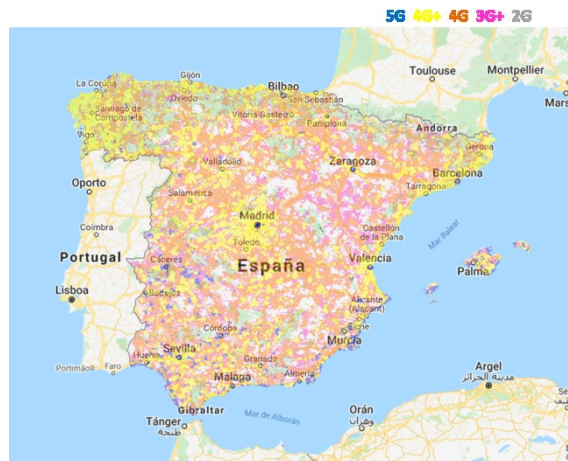 5G 4G+ 4G 3G+ 2G
Toulouse
Montpellier
Mars
Gijón
La Coruña
Oviedo
Bilbao
San Sebastián
Santiago de Compostela
Vitoria-Gasteiz
Pamplona
Andorra
Vigo
Gerona
Valladolid
Zaragoza
Barcelona
Oporto
Salamanca
Tarragona
Madrid
Coímbra
Castellón de la Plana
Mar Balear
Toledo
Portugal
España
Cáceres
Valencia
Palma
Lisboa
Badajoz
Alicante (Alacant)
Elche
Córdoba
Murcia
Sevilla
Huelva
Granada
Portimão
Faro
Málaga
Almería
Argel
مدينة الجزائر
Gibraltar
Mar de Alborán
Orán
وهران
Tánger
طنجة